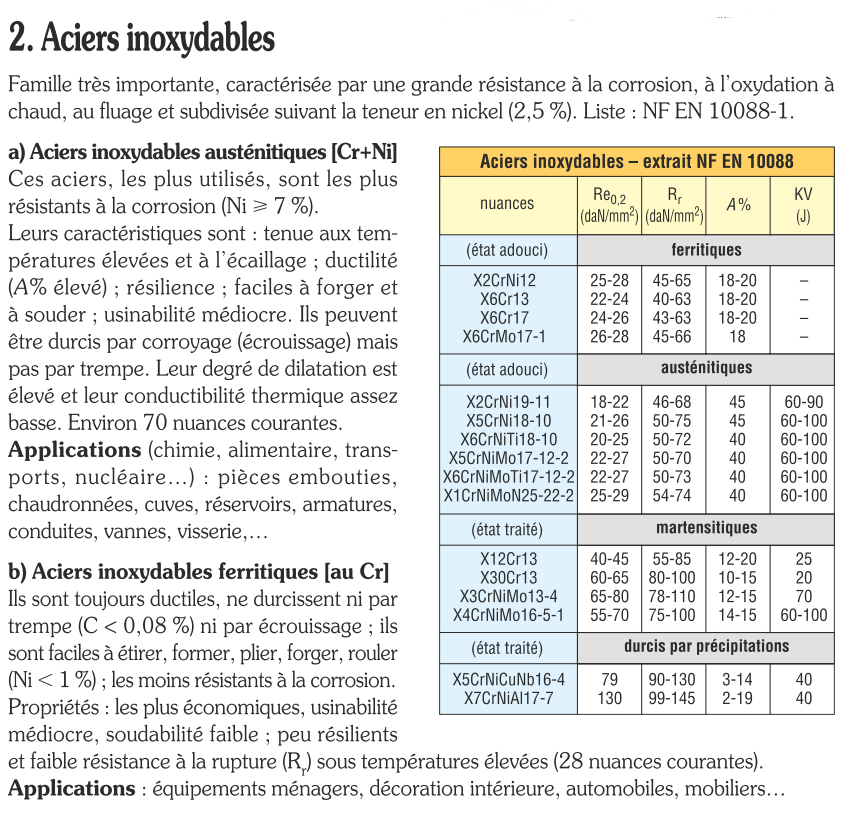 2. Aciers inoxydables
Famille très importante, caractérisée par une grande résistance à la corrosion, à l'oxydation à
chaud, au fluage et subdivisée suivant la teneur en nickel (2,5 %). Liste : NF EN 10088-1.
a) Aciers inoxydables austénitiques [Cr+Ni]
Ces aciers, les plus utilisés, sont les plus
résistants à la corrosion (Ni ⩾ 7 %).
Leurs caractéristiques sont : tenue aux tem-
pératures élevées et à l'écaillage ; ductilité
(A% élevé) ; résilience ; faciles à forger et
à souder ; usinabilité médiocre. Ils peuvent
être durcis par corroyage (écrouissage) mais
pas par trempe. Leur degré de dilatation est
élevé et leur conductibilité thermique assez
basse. Environ 70 nuances courantes.
Applications (chimie, alimentaire, trans-
ports, nucléaire...) : pièces embouties,
chaudronnées, cuves, réservoirs, armatures,
conduites, vannes, visserie,...
b) Aciers inoxydables ferritiques [au Cr]
Ils sont toujours ductiles, ne durcissent ni par
trempe (C < 0,08 %) ni par écrouissage ; ils
sont faciles à étirer, former, plier, forger, rouler
(Ni < 1 %) ; les moins résistants à la corrosion.
Propriétés : les plus économiques, usinabilité
médiocre, soudabilité faible ; peu résilients
et faible résistance à la rupture (Rr) sous températures élevées (28 nuances courantes).
Applications : équipements ménagers, décoration intérieure, automobiles, mobiliers...
Aciers inoxydables – extrait NF EN 10088
nuances Re0,2 (daN/mm²) Rr (daN/mm²) A% KV (J)
(état adouci) ferritiques
X2CrNi12 25-28 45-65 18-20 –
X6Cr13 22-24 40-63 18-20 –
X6Cr17 24-26 43-63 18-20 –
X6CrMo17-1 26-28 45-66 18 –
(état adouci) austénitiques
X2CrNi19-11 18-22 46-68 45 60-90
X5CrNi18-10 21-26 50-75 45 60-100
X6CrNiTi18-10 20-25 50-72 40 60-100
X5CrNiMo17-12-2 22-27 50-70 40 60-100
X6CrNiMoTi17-12-2 22-27 50-73 40 60-100
X1CrNiMoN25-22-2 25-29 54-74 40 60-100
(état traité) martensitiques
X12Cr13 40-45 55-85 12-20 25
X30Cr13 60-65 80-100 10-15 20
X3CrNiMo13-4 65-80 78-110 12-15 70
X4CrNiMo16-5-1 55-70 75-100 14-15 60-100
(état traité) durcis par précipitations
X5CrNiCuNb16-4 79 90-130 3-14 40
X7CrNiAl17-7 130 99-145 2-19 40